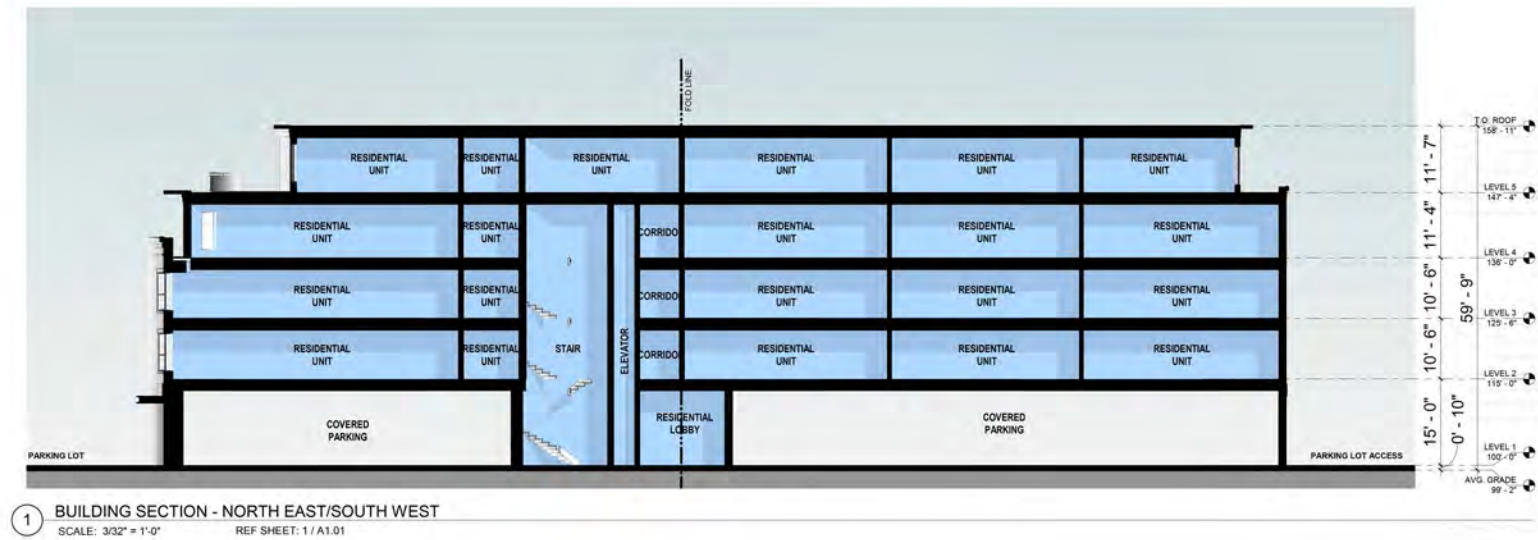 FOLD LINE
T.O. ROOF
158' - 11"
RESIDENTIAL
UNIT
RESIDENTIAL
UNIT
RESIDENTIAL
UNIT
RESIDENTIAL
UNIT
RESIDENTIAL
UNIT
RESIDENTIAL
UNIT
11' - 7"
LEVEL 5
147' - 4"
RESIDENTIAL
UNIT
RESIDENTIAL
UNIT
CORRIDO
RESIDENTIAL
UNIT
RESIDENTIAL
UNIT
RESIDENTIAL
UNIT
11' - 4"
LEVEL 4
136' - 0"
RESIDENTIAL
UNIT
RESIDENTIAL
UNIT
CORRIDO
RESIDENTIAL
UNIT
RESIDENTIAL
UNIT
RESIDENTIAL
UNIT
10' - 6"
59' - 9"
LEVEL 3
125' - 6"
RESIDENTIAL
UNIT
RESIDENTIAL
UNIT
STAIR
ELEVATOR
CORRIDO
RESIDENTIAL
UNIT
RESIDENTIAL
UNIT
RESIDENTIAL
UNIT
10' - 6"
LEVEL 2
115' - 0"
COVERED
PARKING
RESIDENTIAL
LOBBY
COVERED
PARKING
15' - 0"
0' - 10"
LEVEL 1
100' - 0"
PARKING LOT
PARKING LOT ACCESS
AVG. GRADE
99' - 2"
1
BUILDING SECTION - NORTH EAST/SOUTH WEST
SCALE: 3/32" = 1'-0"
REF SHEET: 1 / A1.01